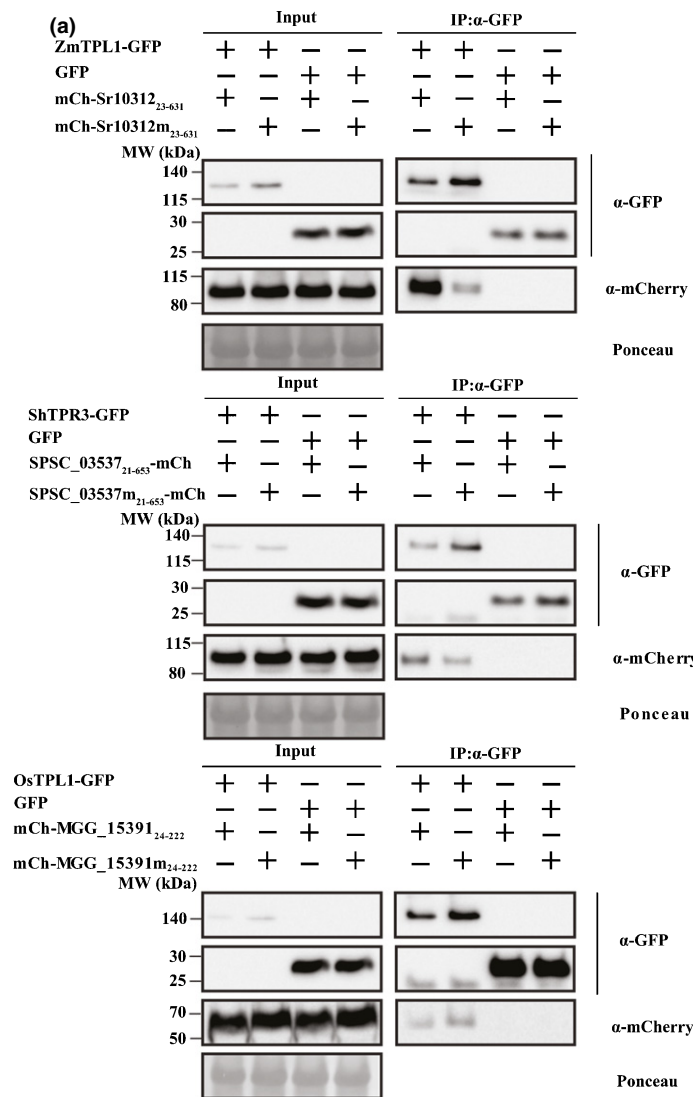 (a)
Input IP:α-GFP
ZmTPL1-GFP + + − − + + − −
GFP − − + + − − + +
mCh-Sr10312₂₃₋₆₃₁ + − + − + − + −
mCh-Sr10312m₂₃₋₆₃₁ − + − + − + − +
MW (kDa)
140
115
30
25
α-GFP
115
80
α-mCherry
Ponceau
Input IP:α-GFP
ShTPR3-GFP + + − − + + − −
GFP − − + + − − + +
SPSC_03537₂₁₋₆₅₃-mCh + − + − + − + −
SPSC_03537m₂₁₋₆₅₃-mCh − + − + − + − +
MW (kDa)
140
115
30
25
α-GFP
115
80
α-mCherry
Ponceau
Input IP:α-GFP
OsTPL1-GFP + + − − + + − −
GFP − − + + − − + +
mCh-MGG_15391₂₄₋₂₂₂ + − + − + − + −
mCh-MGG_15391m₂₄₋₂₂₂ − + − + − + − +
MW (kDa)
140
30
25
α-GFP
70
50
α-mCherry
Ponceau